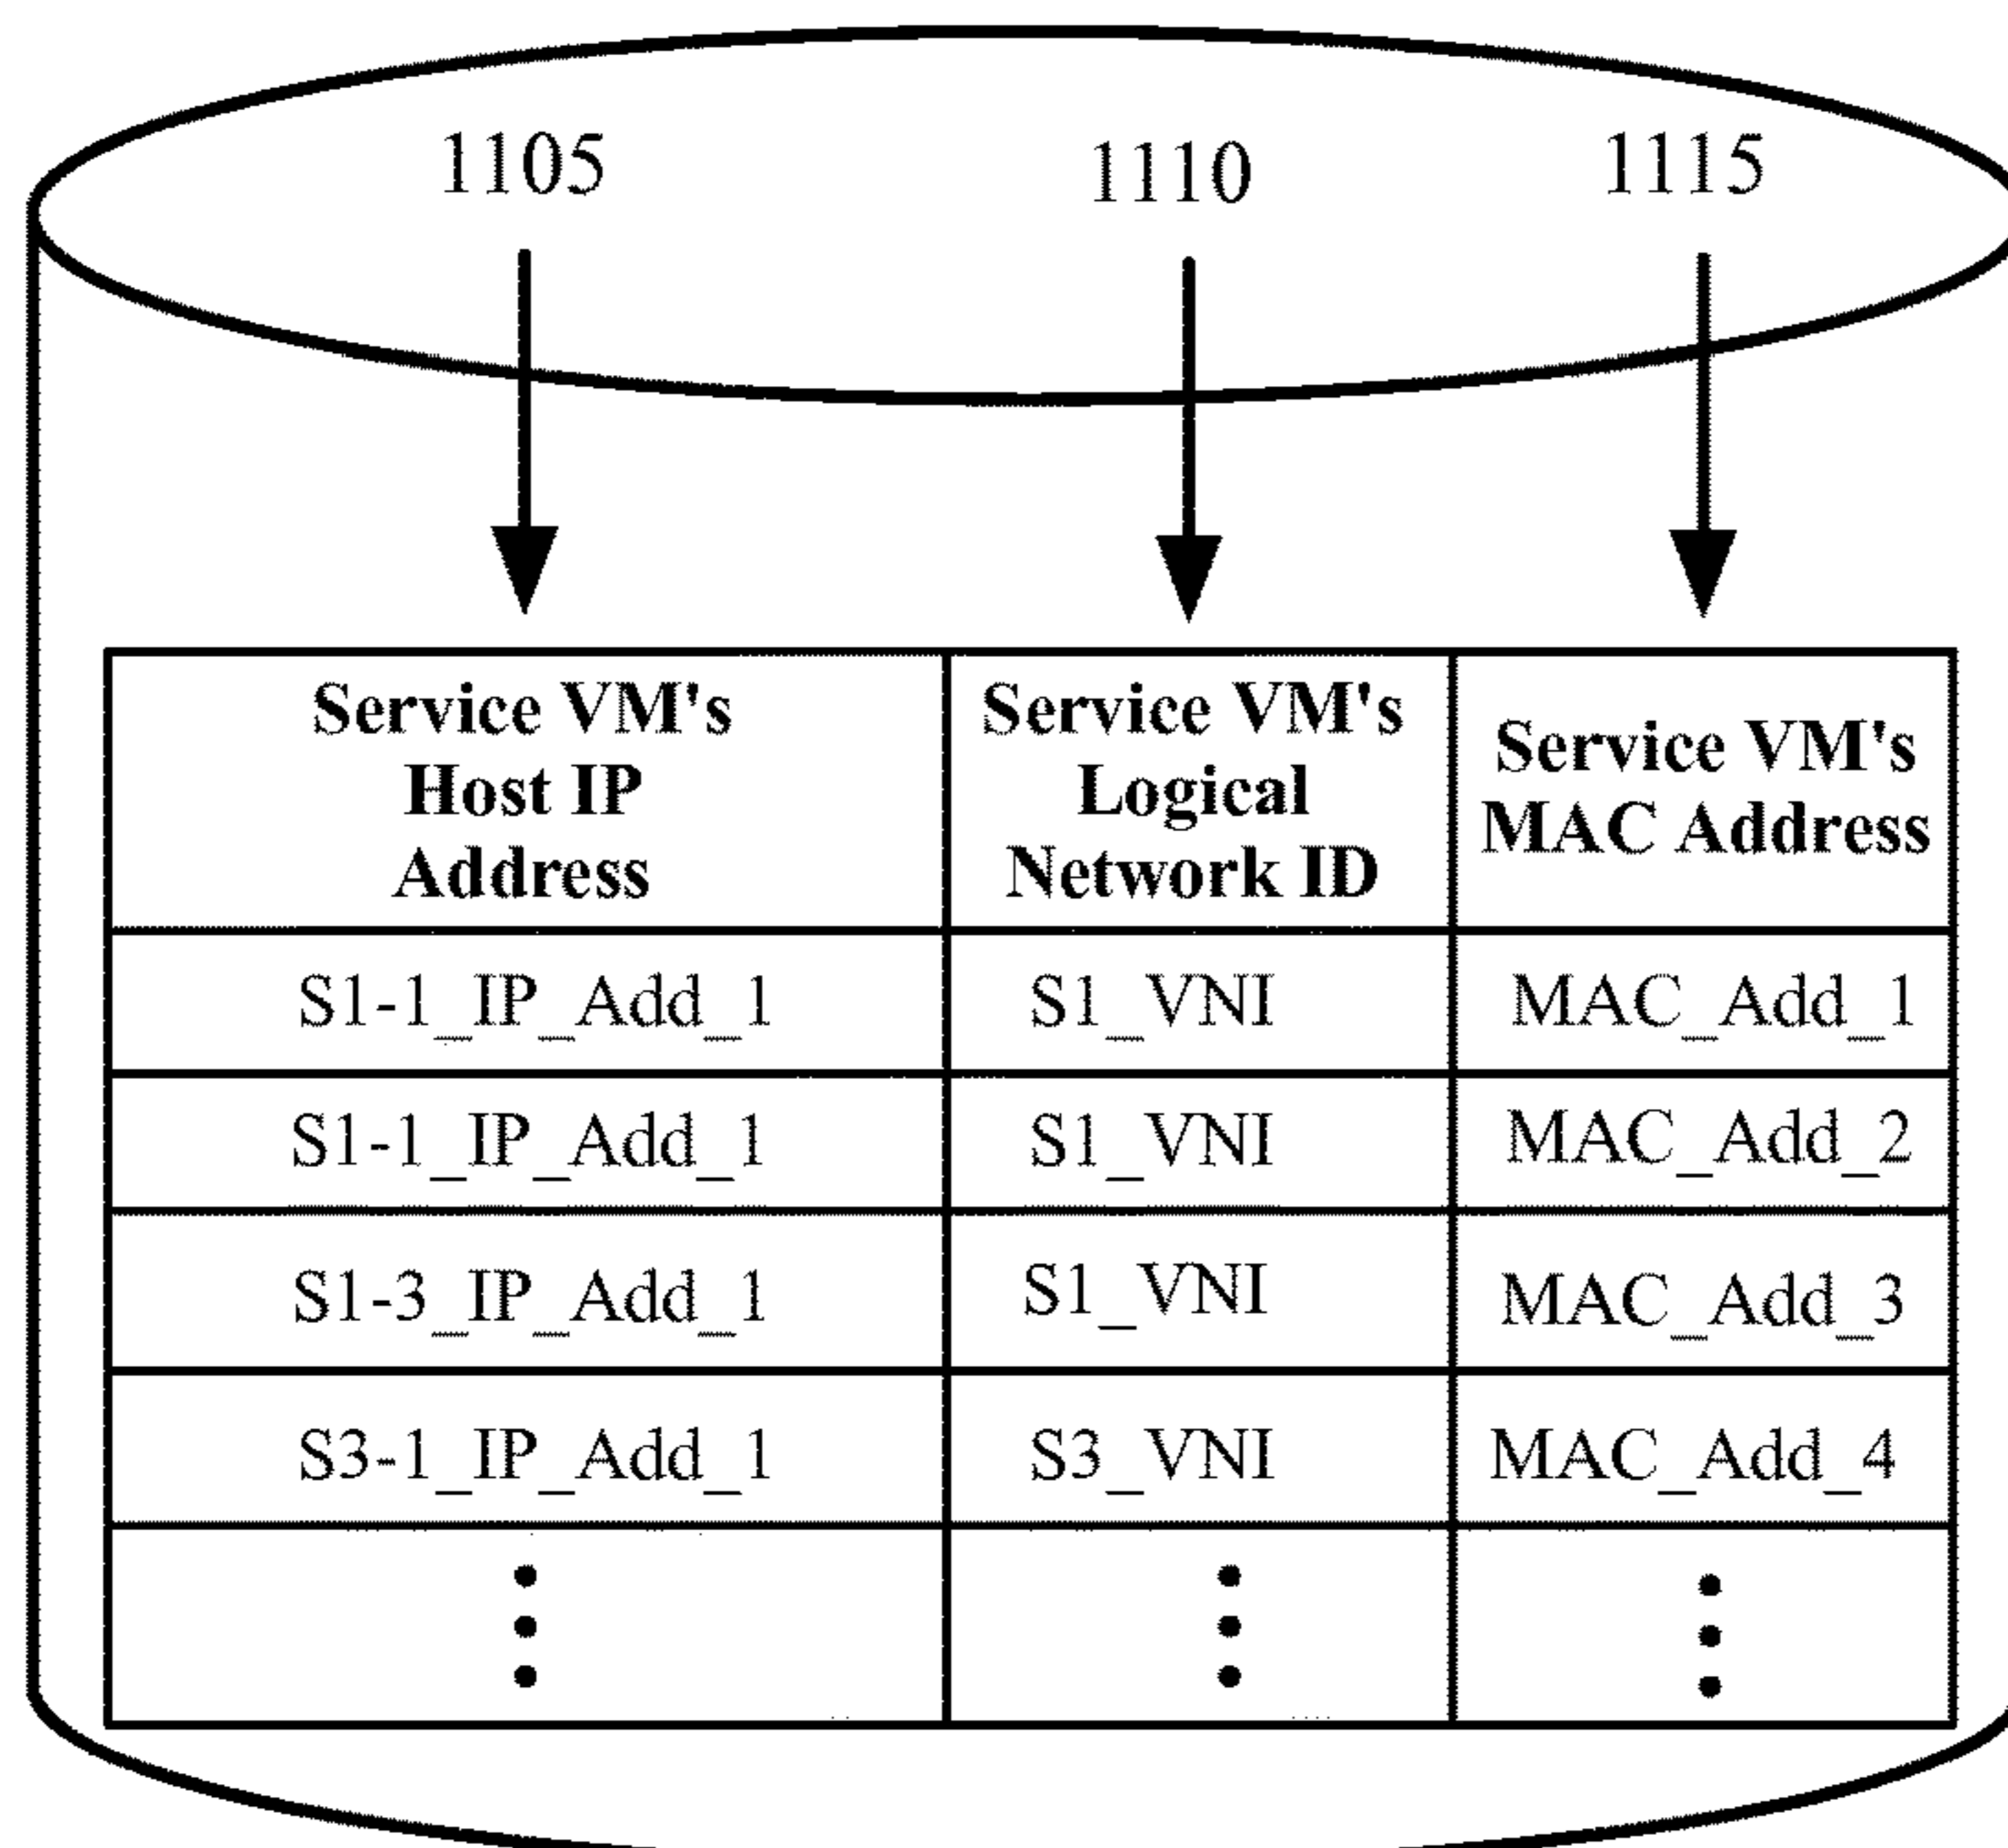 1105 1110 1115
Service VM's Host IP Address Service VM's Logical Network ID Service VM's MAC Address
S1-1_IP_Add_1 S1_VNI MAC_Add_1
S1-1_IP_Add_1 S1_VNI MAC_Add_2
S1-3_IP_Add_1 S1_VNI MAC_Add_3
S3-1_IP_Add_1 S3_VNI MAC_Add_4